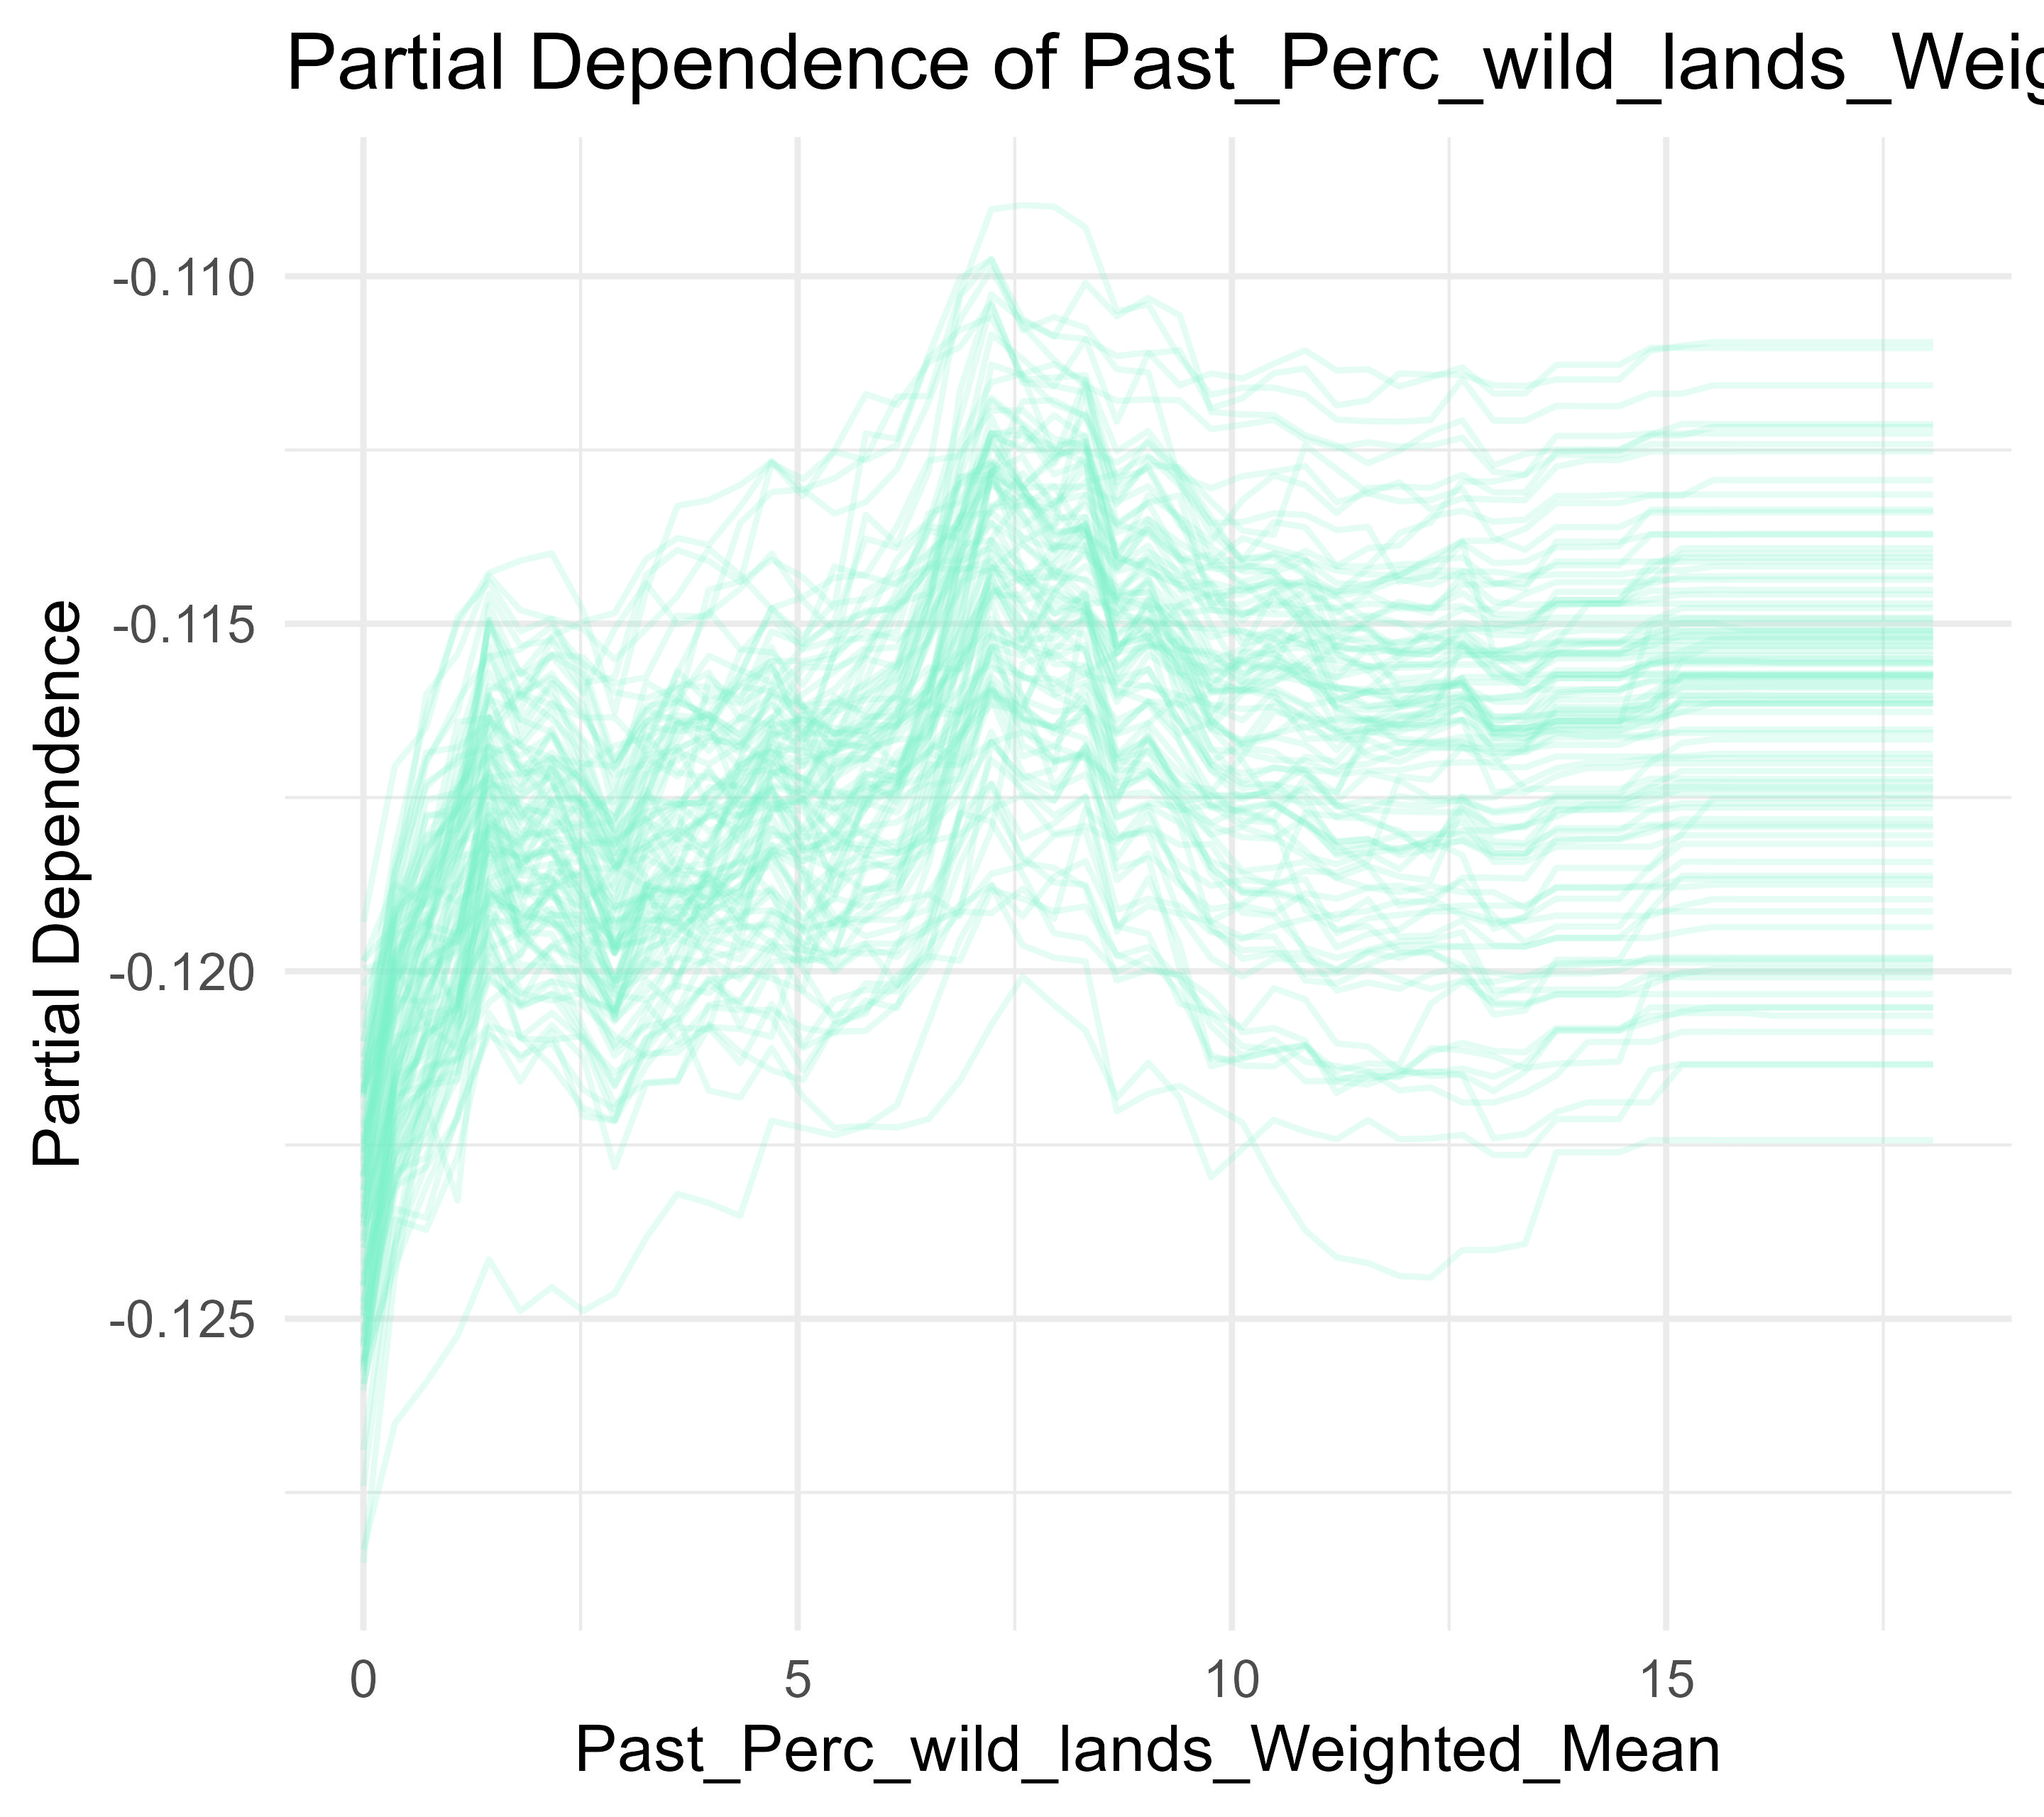 Partial Dependence of Past_Perc_wild_lands_Weig
-0.110
-0.115
-0.120
-0.125
Partial Dependence
0 5 10 15
Past_Perc_wild_lands_Weighted_Mean